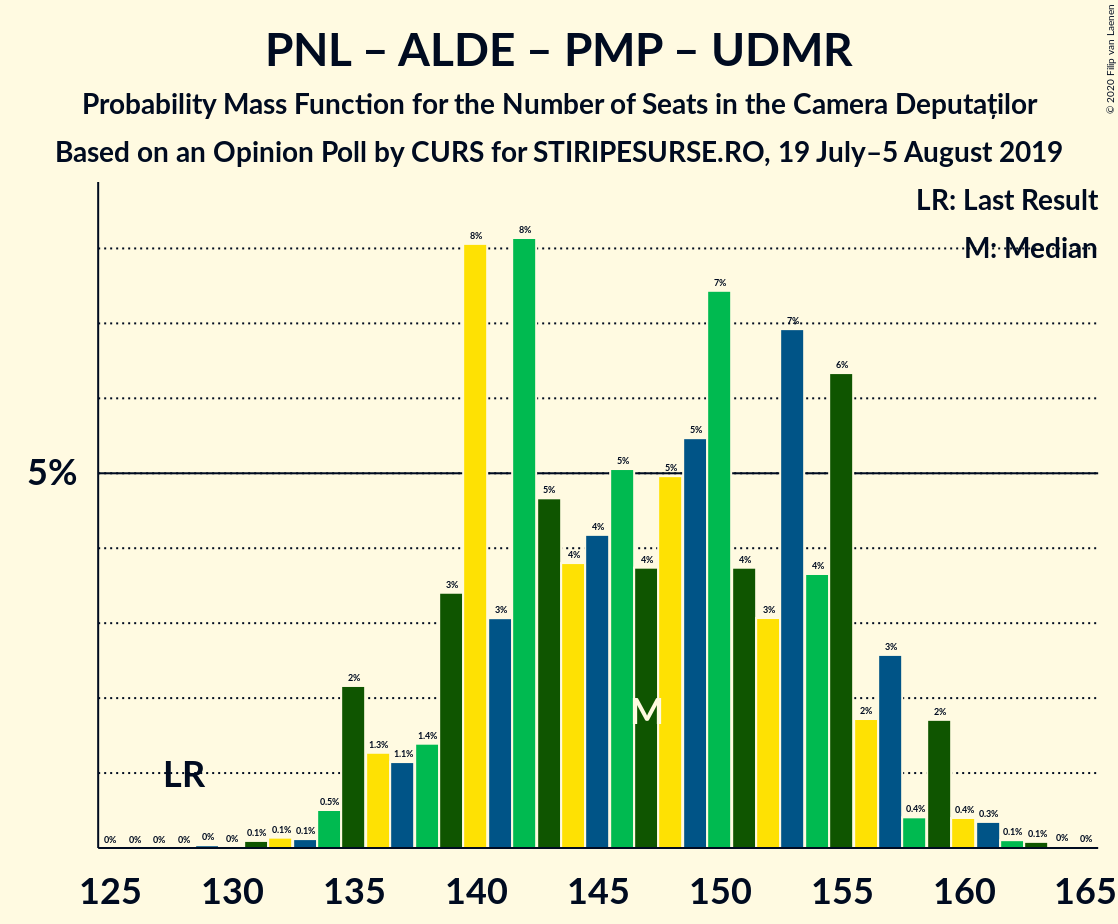 PNL – ALDE – PMP – UDMR
Probability Mass Function for the Number of Seats in the Camera Deputaților
Based on an Opinion Poll by CURS for STIRIPESURSE.RO, 19 July–5 August 2019
© 2020 Filip van Laenen
LR: Last Result
M: Median
5%
0% 0% 0% 0% 0% 0% 0.1% 0.1% 0.1% 0.5% 2% 1.3% 1.1% 1.4% 3% 8% 3% 8% 5% 4% 4% 5% 4% 5% 5% 7% 4% 3% 7% 4% 6% 2% 3% 0.4% 2% 0.4% 0.3% 0.1% 0.1% 0% 0%
LR
M
125 130 135 140 145 150 155 160 165